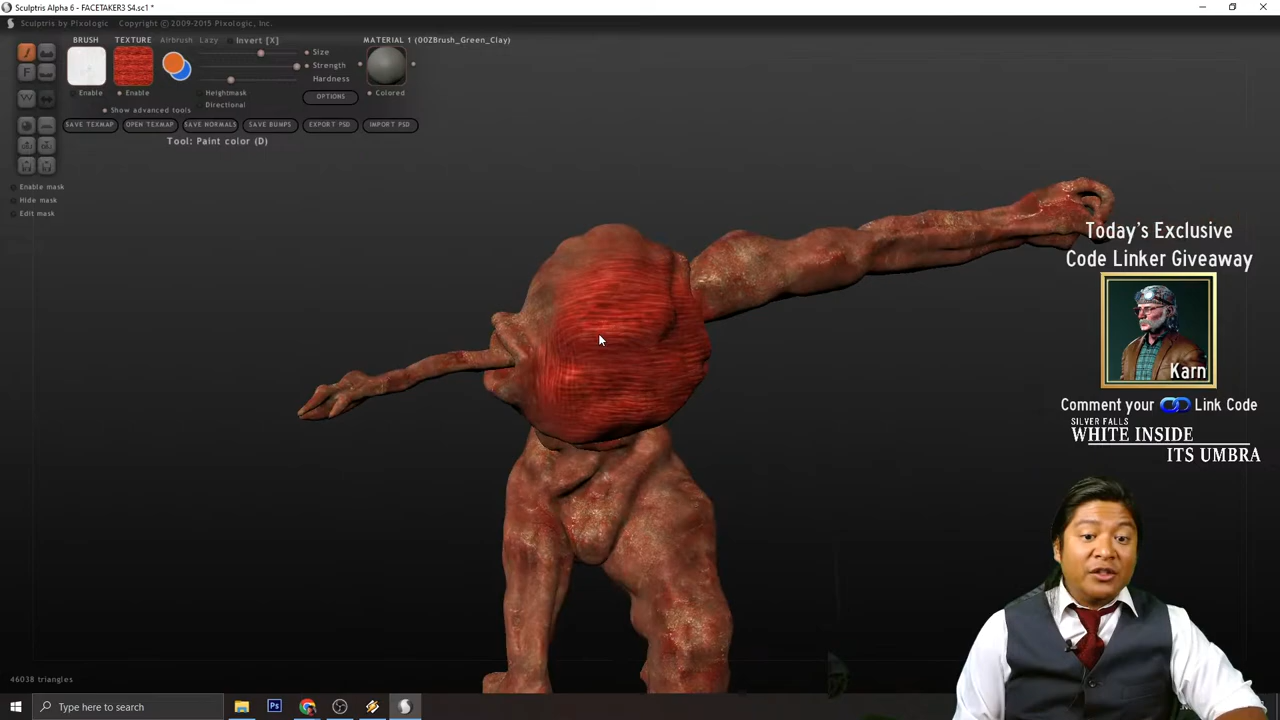 Sculptris Alpha 6 - FACETAKER3 S4.sc1 *
Sculptris by Pixologic Copyright © 2009-2015 Pixologic, Inc.
BRUSH TEXTURE Airbrush Lazy Invert [X] MATERIAL 1 (00ZBrush_Green_Clay)
Size
Strength
Hardness
F
Enable Enable Heightmask OPTIONS Colored
W
Directional
Show advanced tools
SAVE TEXMAP OPEN TEXMAP SAVE NORMALS SAVE BUMPS EXPORT PSD IMPORT PSD
Tool: Paint color (D)
Enable mask
Hide mask
Edit mask
Today's Exclusive
Code Linker Giveaway
Karn
Comment your Link Code
SILVER FALLS
WHITE INSIDE
ITS UMBRA
46038 triangles
Type here to search
Ps